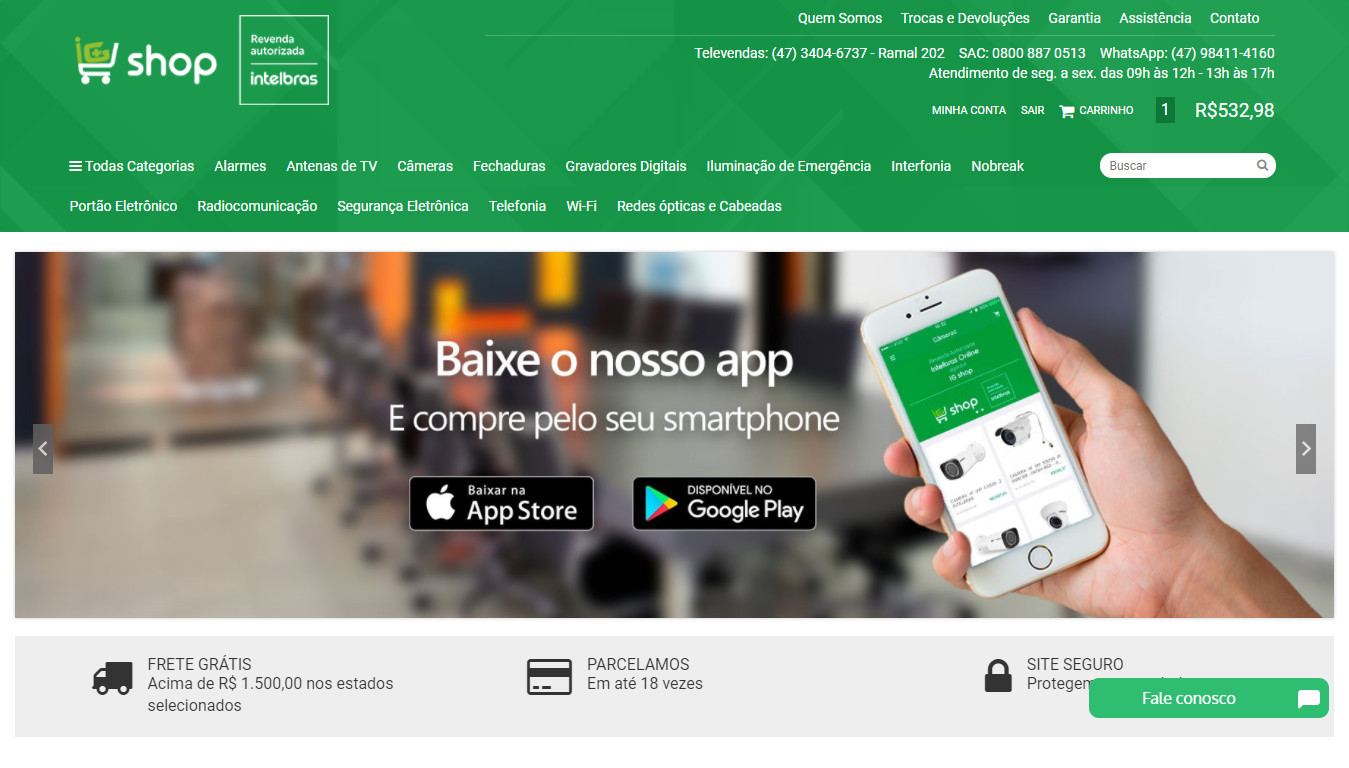 Quem Somos Trocas e Devoluções Garantia Assistência Contato
shop
Revenda
autorizada
intelbras
Televendas: (47) 3404-6737 - Ramal 202 SAC: 0800 887 0513 WhatsApp: (47) 98411-4160
Atendimento de seg. a sex. das 09h às 12h - 13h às 17h
MINHA CONTA SAIR CARRINHO 1 R$532,98
Todas Categorias Alarmes Antenas de TV Câmeras Fechaduras Gravadores Digitais Iluminação de Emergência Interfonia Nobreak
Buscar
Portão Eletrônico Radiocomunicação Segurança Eletrônica Telefonia Wi-Fi Redes ópticas e Cabeadas
Baixe o nosso app
E compre pelo seu smartphone
Baixar na
App Store
DISPONÍVEL NO
Google Play
Câmeras
Revenda Autorizada
Intelbras Online
IG shop
shop
FRETE GRÁTIS
Acima de R$ 1.500,00 nos estados
selecionados
PARCELAMOS
Em até 18 vezes
SITE SEGURO
Fale conosco